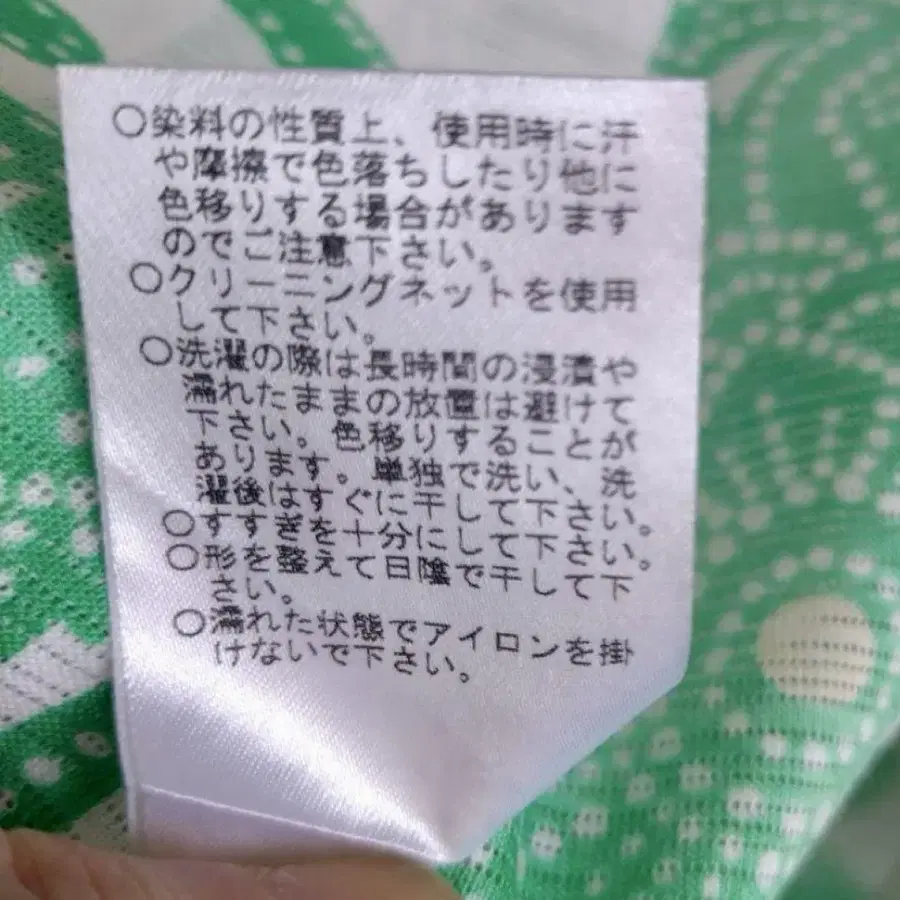 ○染料の性質上、使用時に汗
や摩擦で色落ちしたり他に
色移りする場合があります
のでご注意下さい。
○クリーニングネットを使用
して下さい。
○洗濯の際は長時間の浸漬や
濡れたままの放置は避けて
下さい。色移りすることが
あります。単独で洗い、洗
濯後はすぐに干して下さい。
○すすぎを十分にして下さい。
○形を整えて日陰で干して下
さい。
○濡れた状態でアイロンを掛
けないで下さい。